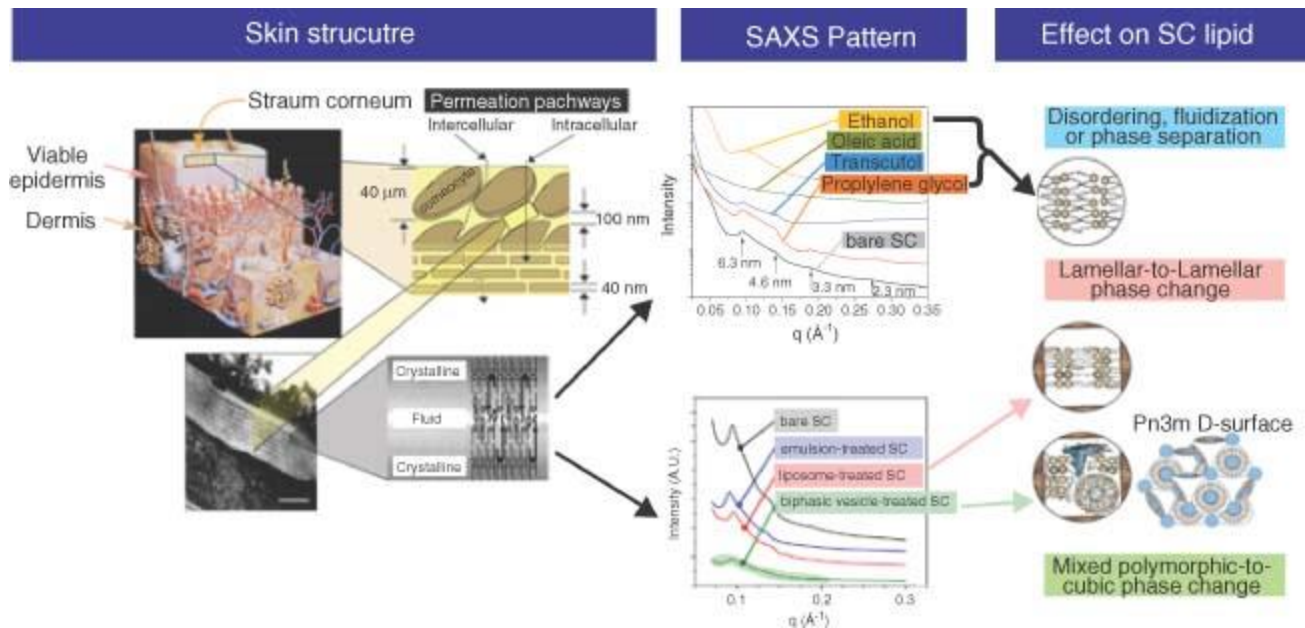 Skin strucutre
SAXS Pattern
Effect on SC lipid
Straum corneum
Permeation pachways
Intercellular
Intracellular
Viable
epidermis
Dermis
40 μm
corneocyte
100 nm
40 nm
Crystalline
Fluid
Crystalline
Intensity
Ethanol
Oleic acid
Transcutol
Proplylene glycol
bare SC
6.3 nm
4.6 nm
3.3 nm
2.3 nm
0.05 0.10 0.15 0.20 0.25 0.30 0.35
q (Å⁻¹)
Intensity (A.U.)
bare SC
emulsion-treated SC
liposome-treated SC
biphasic vesicle-treated SC
0.1 0.2 0.3
q (Å⁻¹)
Disordering, fluidization
or phase separation
Lamellar-to-Lamellar
phase change
Pn3m D-surface
Mixed polymorphic-to-
cubic phase change